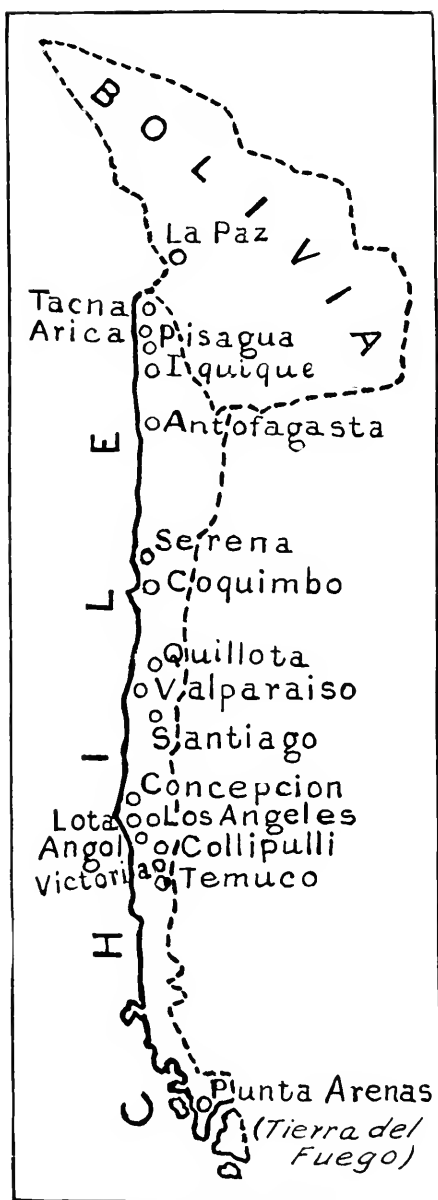 BOLIVIA
La Paz
Tacna
Arica
Pisagua
Iquique
Antofagasta
Serena
Coquimbo
Quillota
Valparaiso
Santiago
Concepcion
Lota
Los Angeles
Angol
Collipulli
Victoria
Temuco
CHILE
Punta Arenas
(Tierra del
Fuego)